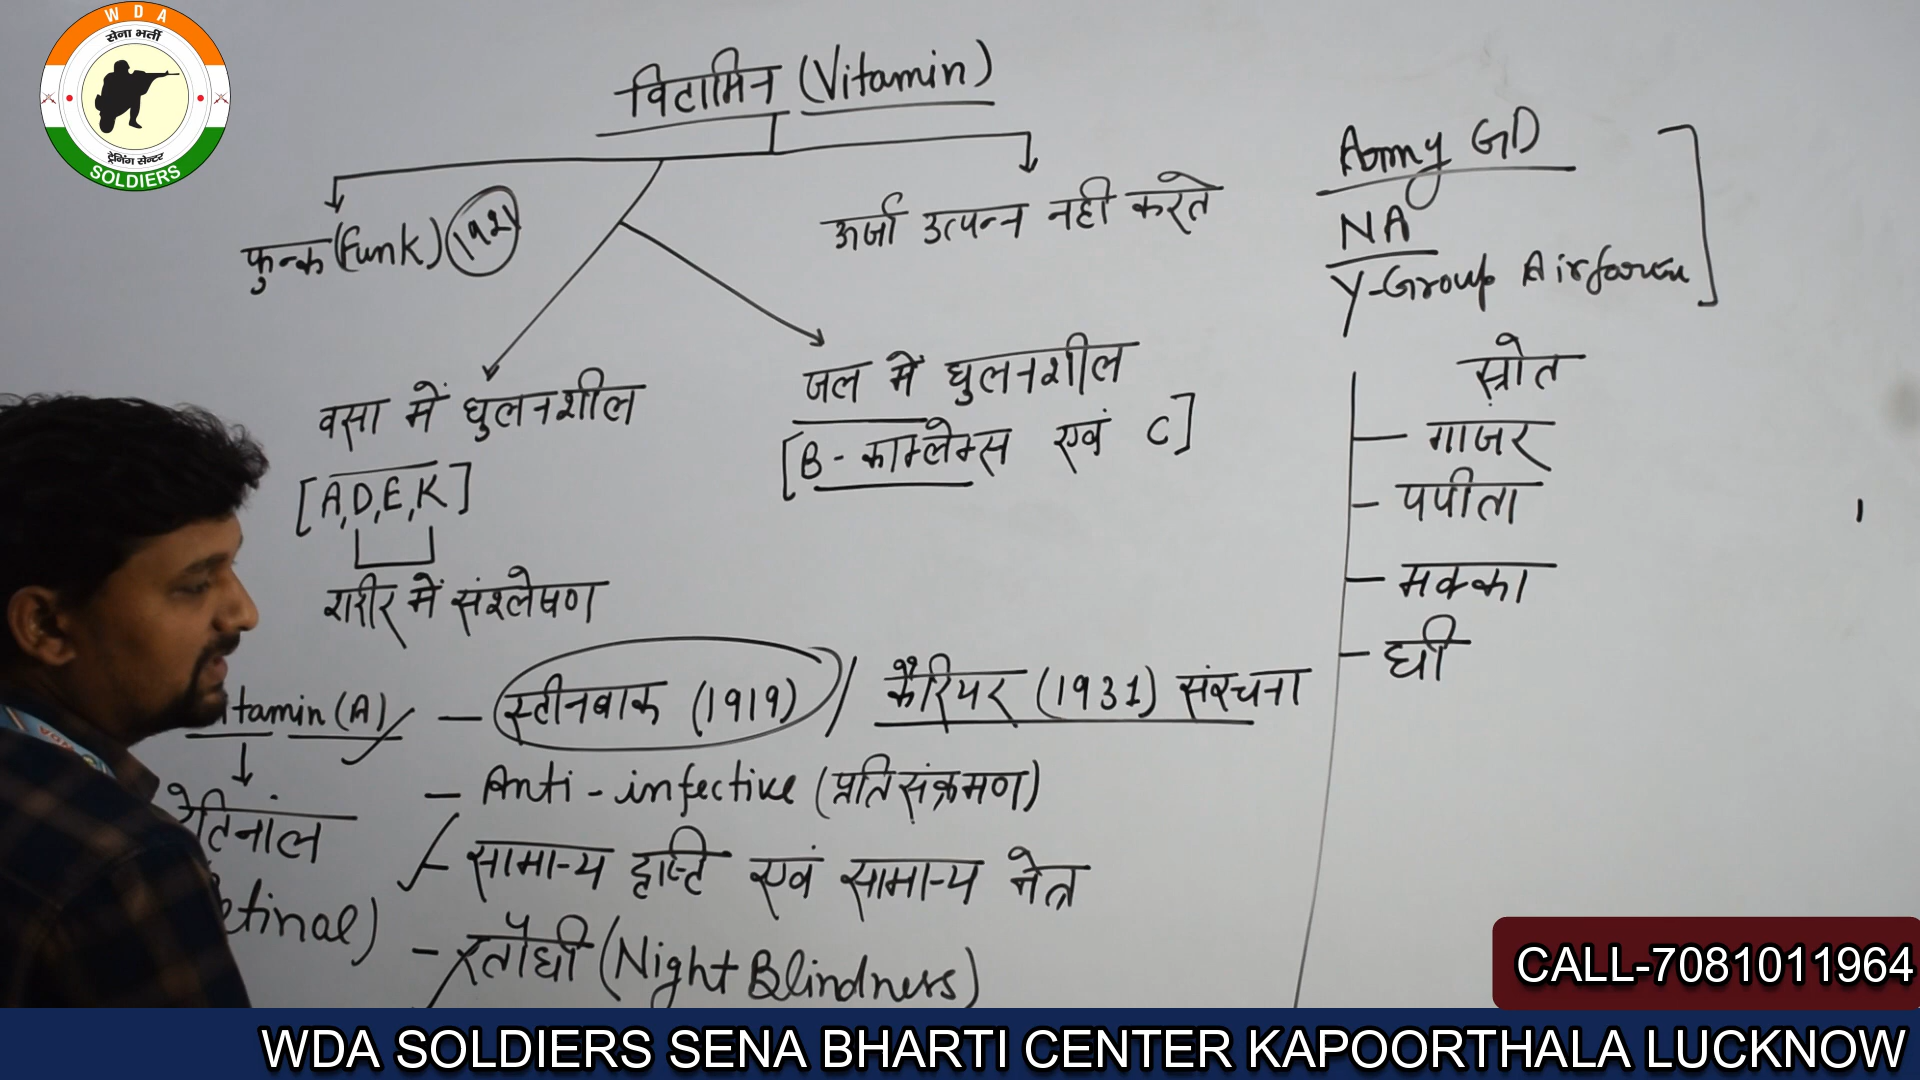 W D A
सेना भर्ती
ट्रेनिंग सेन्टर
SOLDIERS
विटामिन (Vitamin)
फुन्क (Funk)
ऊर्जा उत्पन्न नही करते
वसा में घुलनशील
[A,D,E,K]
शरीर में संश्लेषण
जल में घुलनशील
[B-काम्लेम्स एवं C]
Army GD
NA
Y-Group Airforce
स्रोत
- गाजर
- पपीता
- मक्का
- घी
itamin (A) - स्टीनबाक (1919) / कैरियर (1931) संरचना
- Anti-infective (प्रतिसंक्रमण)
- सामान्य दृष्टि एवं सामान्य नेत्र
- रतौंधी (Night Blindness)
रेटिनॉल
etinal)
CALL-7081011964
WDA SOLDIERS SENA BHARTI CENTER KAPOORTHALA LUCKNOW